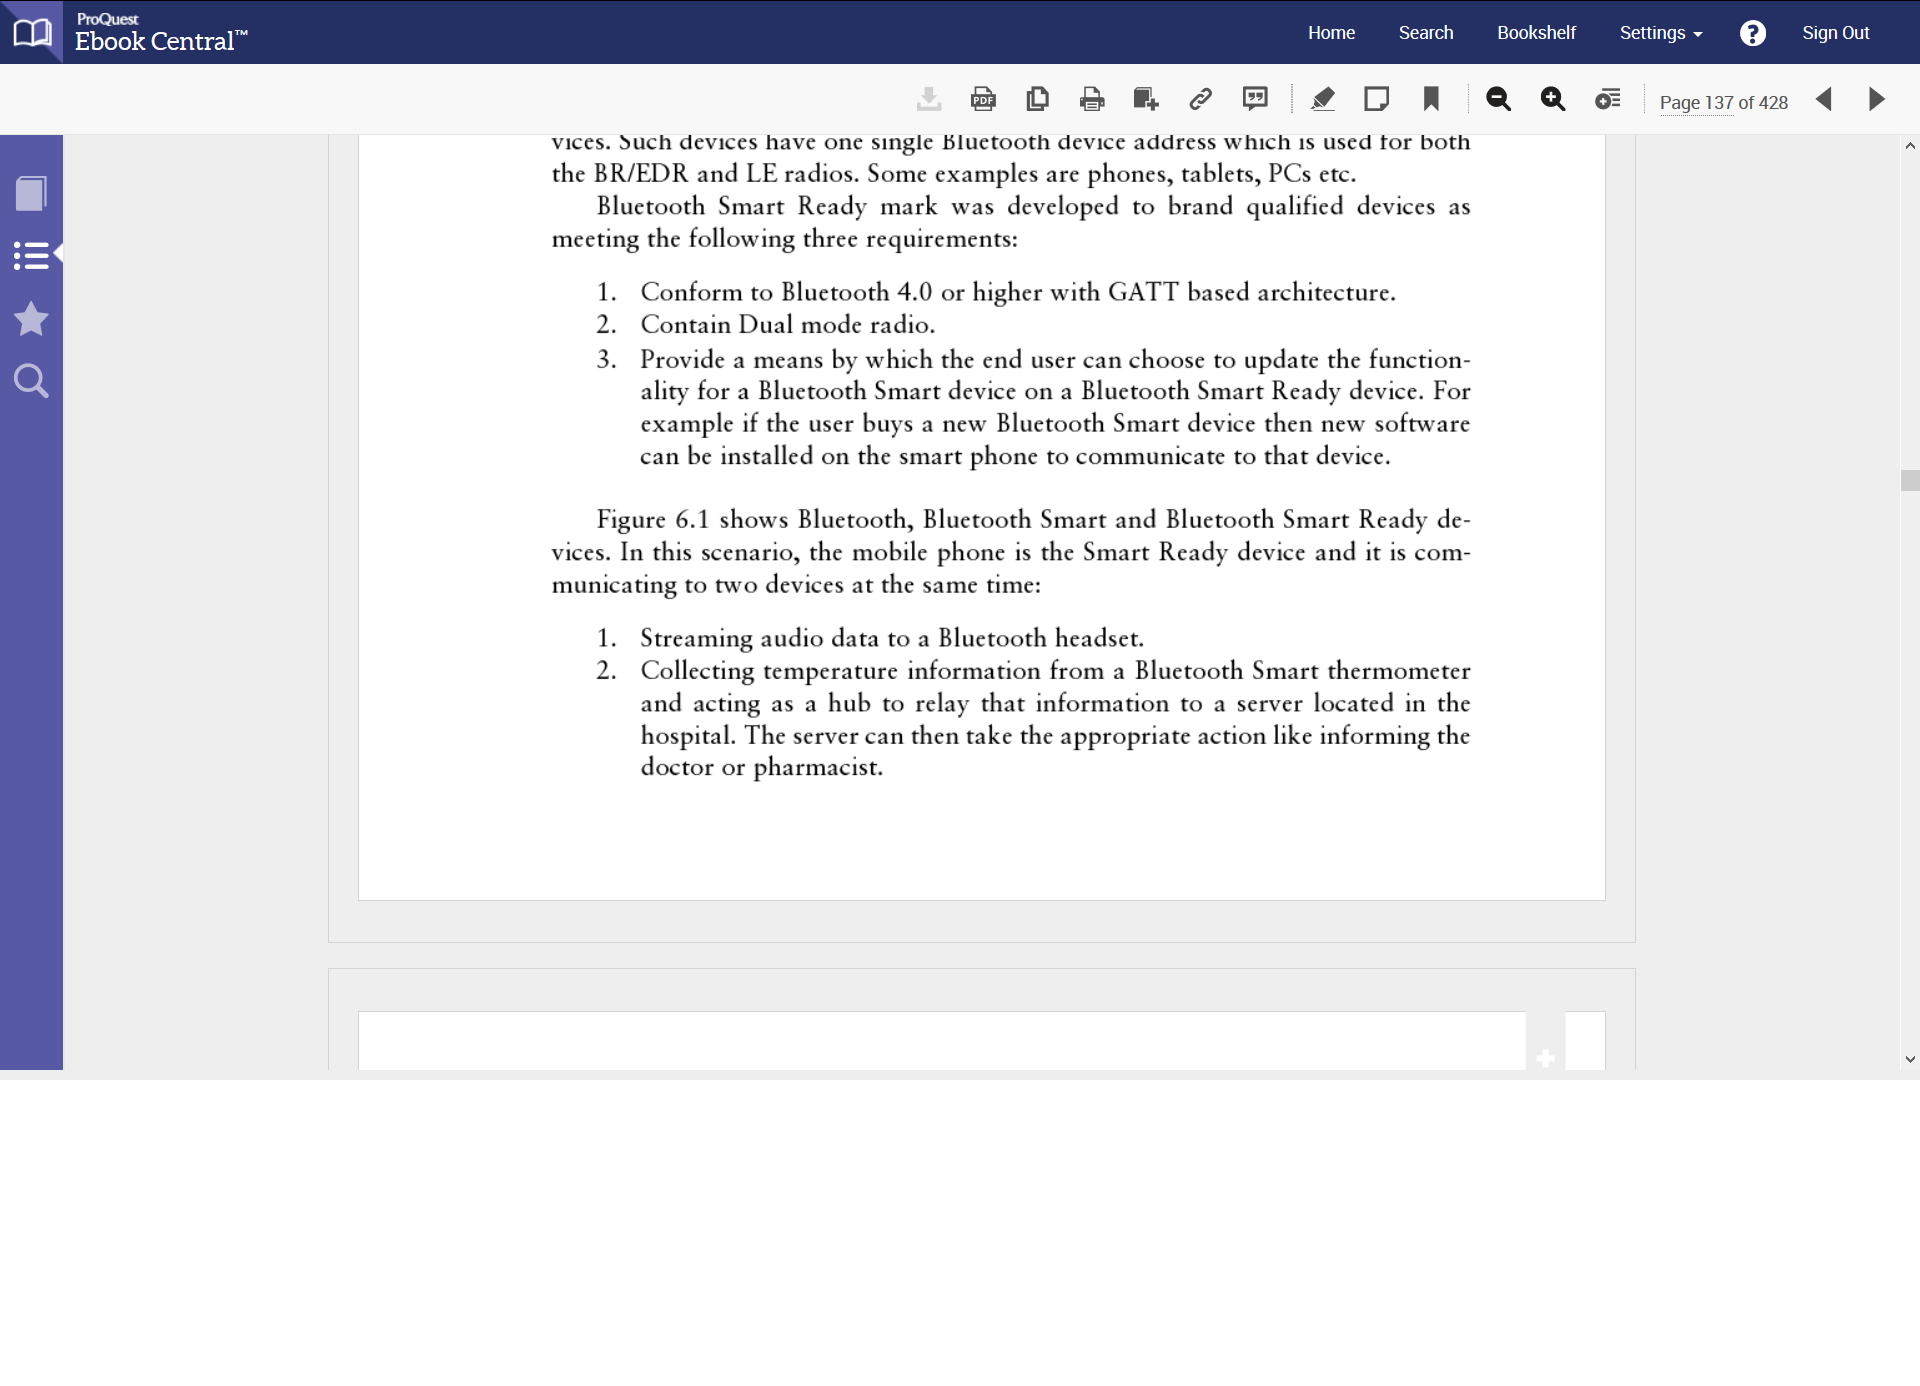 ProQuest
Ebook Central™
Home
Search
Bookshelf
Settings
?
Sign Out
PDF
Page 137 of 428
vices. Such devices have one single Bluetooth device address which is used for both
the BR/EDR and LE radios. Some examples are phones, tablets, PCs etc.
Bluetooth Smart Ready mark was developed to brand qualified devices as
meeting the following three requirements:
1. Conform to Bluetooth 4.0 or higher with GATT based architecture.
2. Contain Dual mode radio.
3. Provide a means by which the end user can choose to update the function-
ality for a Bluetooth Smart device on a Bluetooth Smart Ready device. For
example if the user buys a new Bluetooth Smart device then new software
can be installed on the smart phone to communicate to that device.
Figure 6.1 shows Bluetooth, Bluetooth Smart and Bluetooth Smart Ready de-
vices. In this scenario, the mobile phone is the Smart Ready device and it is com-
municating to two devices at the same time:
1. Streaming audio data to a Bluetooth headset.
2. Collecting temperature information from a Bluetooth Smart thermometer
and acting as a hub to relay that information to a server located in the
hospital. The server can then take the appropriate action like informing the
doctor or pharmacist.